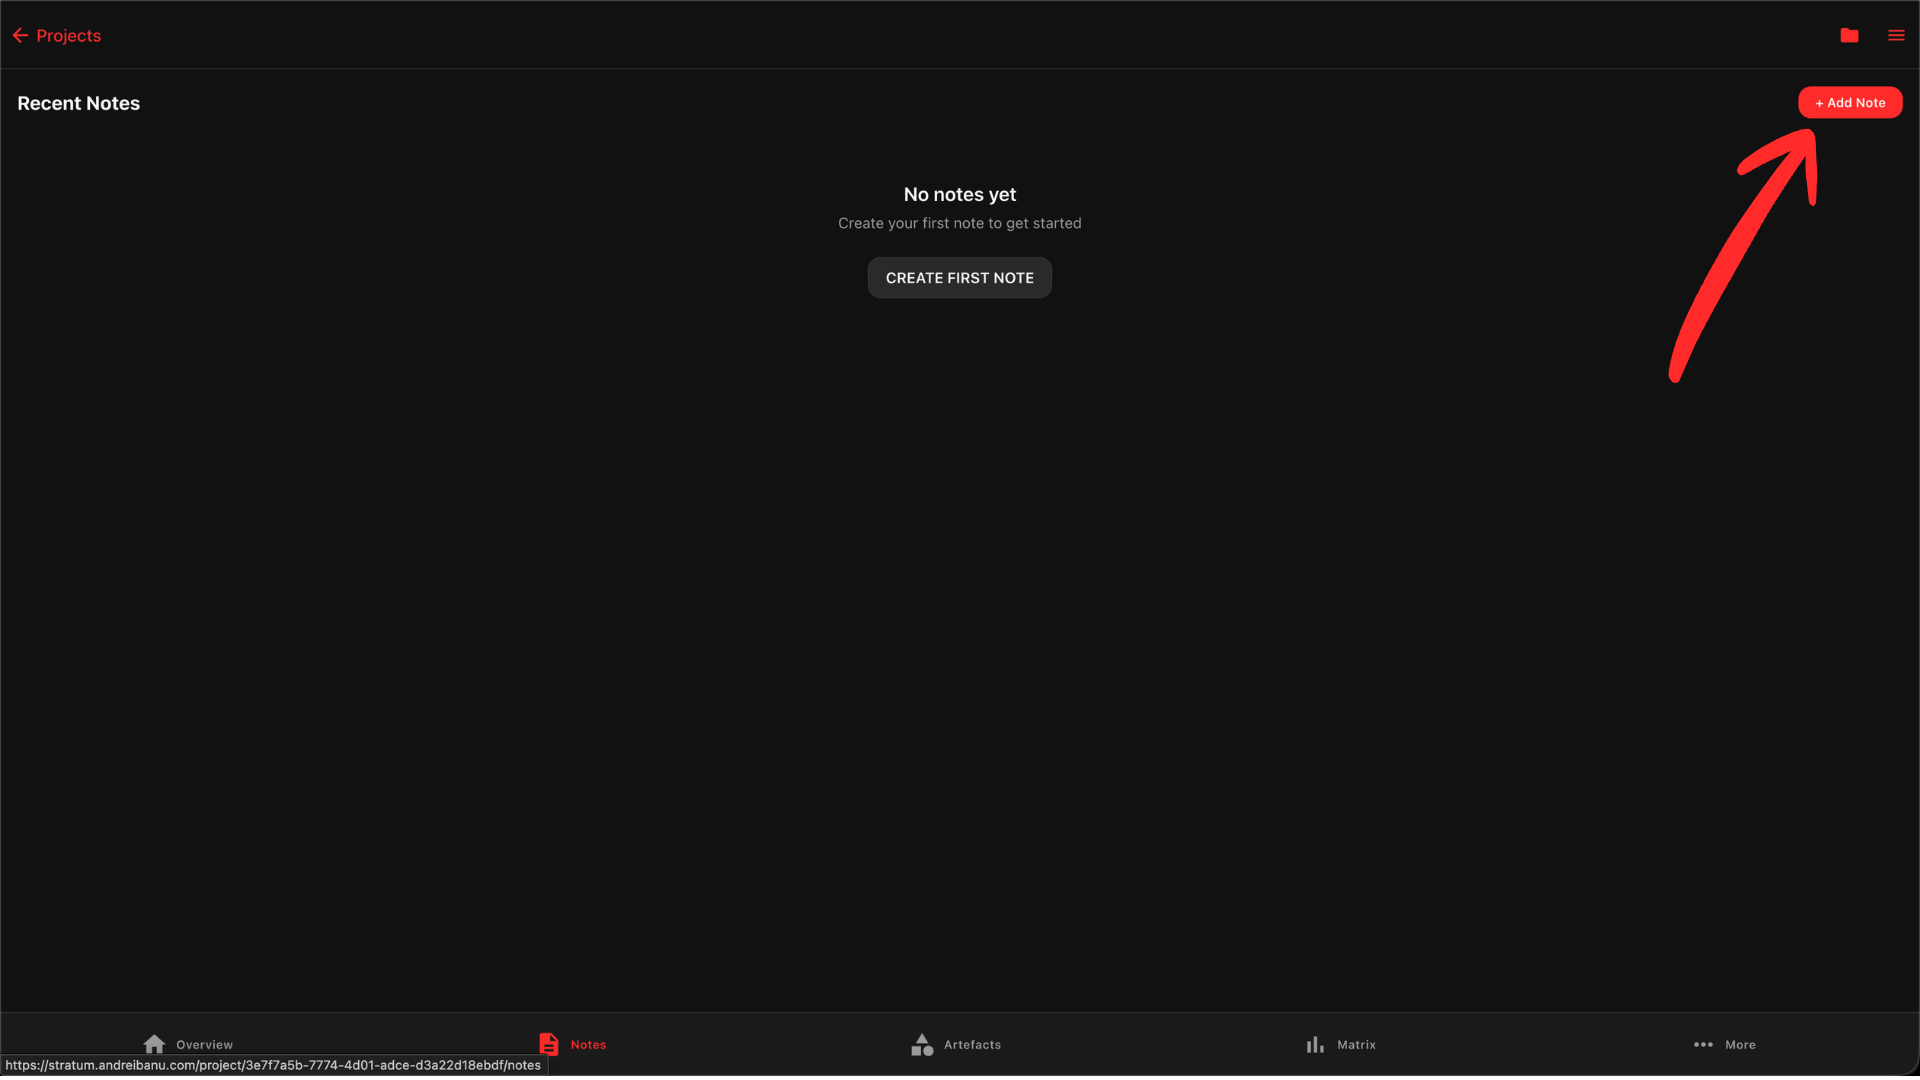 Projects
Recent Notes
+ Add Note
No notes yet
Create your first note to get started
CREATE FIRST NOTE
Overview
Notes
Artefacts
Matrix
More
https://stratum.andreibanu.com/project/3e7f7a5b-7774-4d01-adce-d3a22d18ebdf/notes